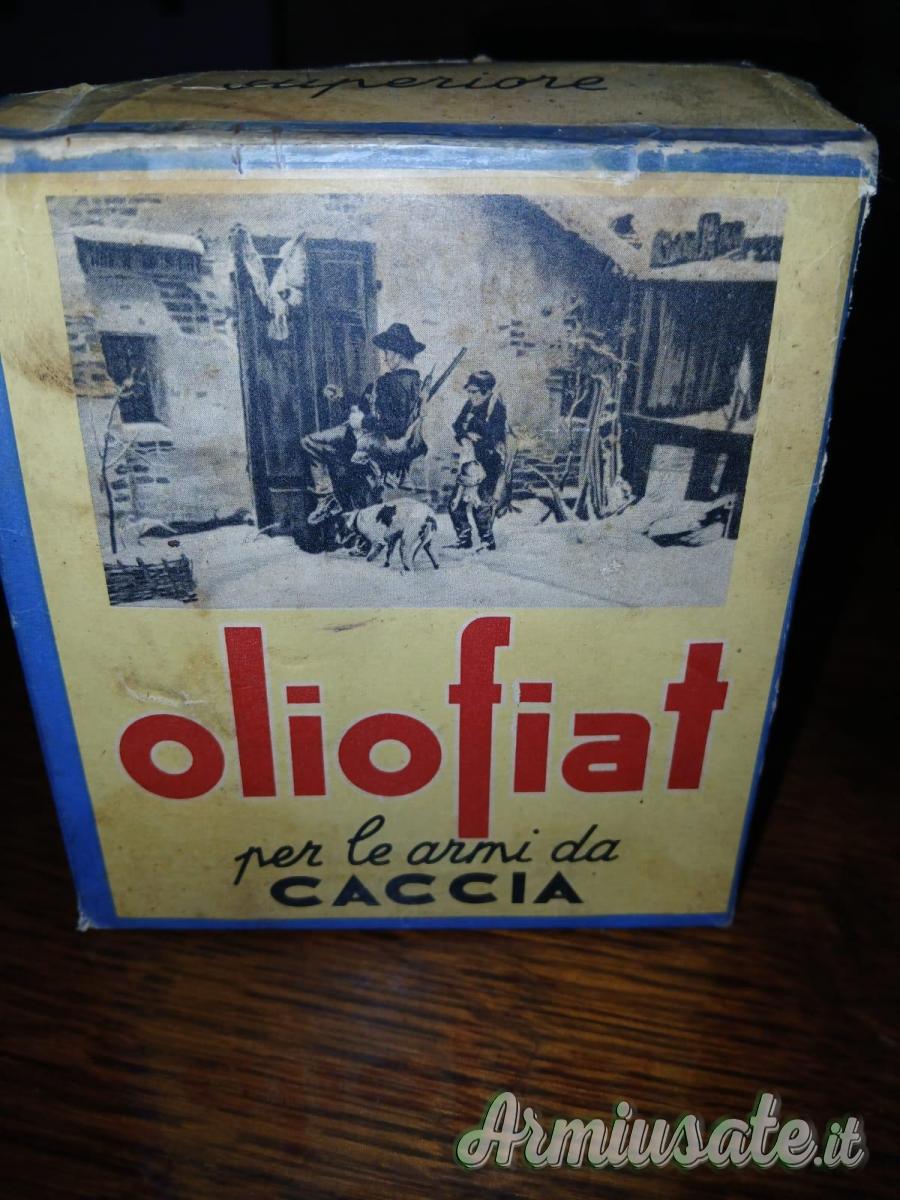 superiore
oliofiat
per le armi da
CACCIA
Armiusate.it